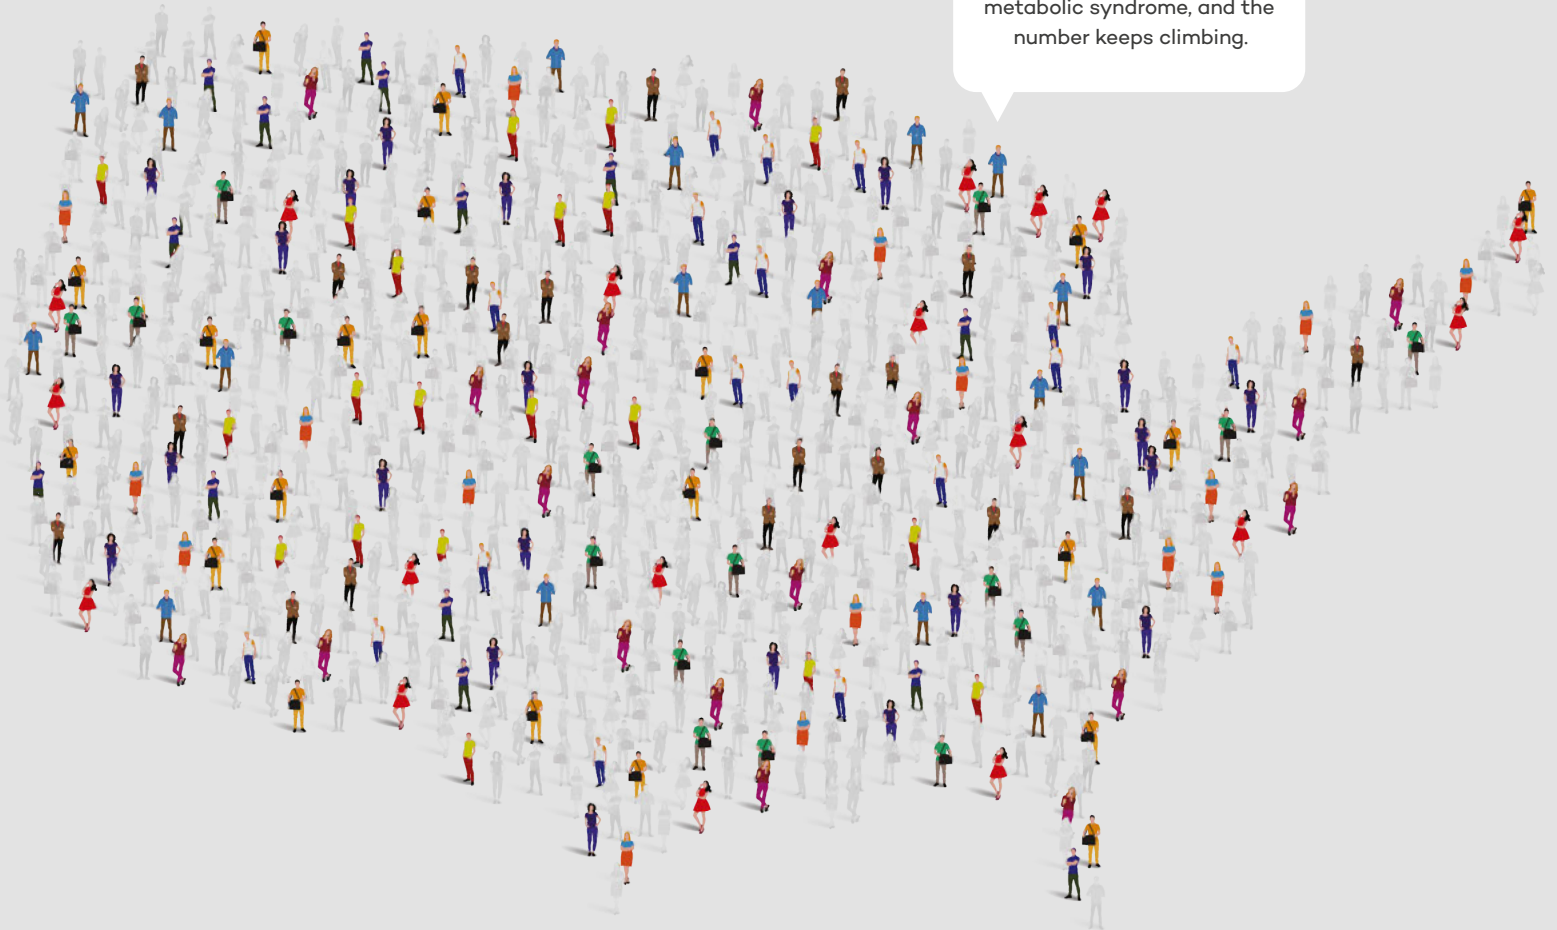 metabolic syndrome, and the
number keeps climbing.